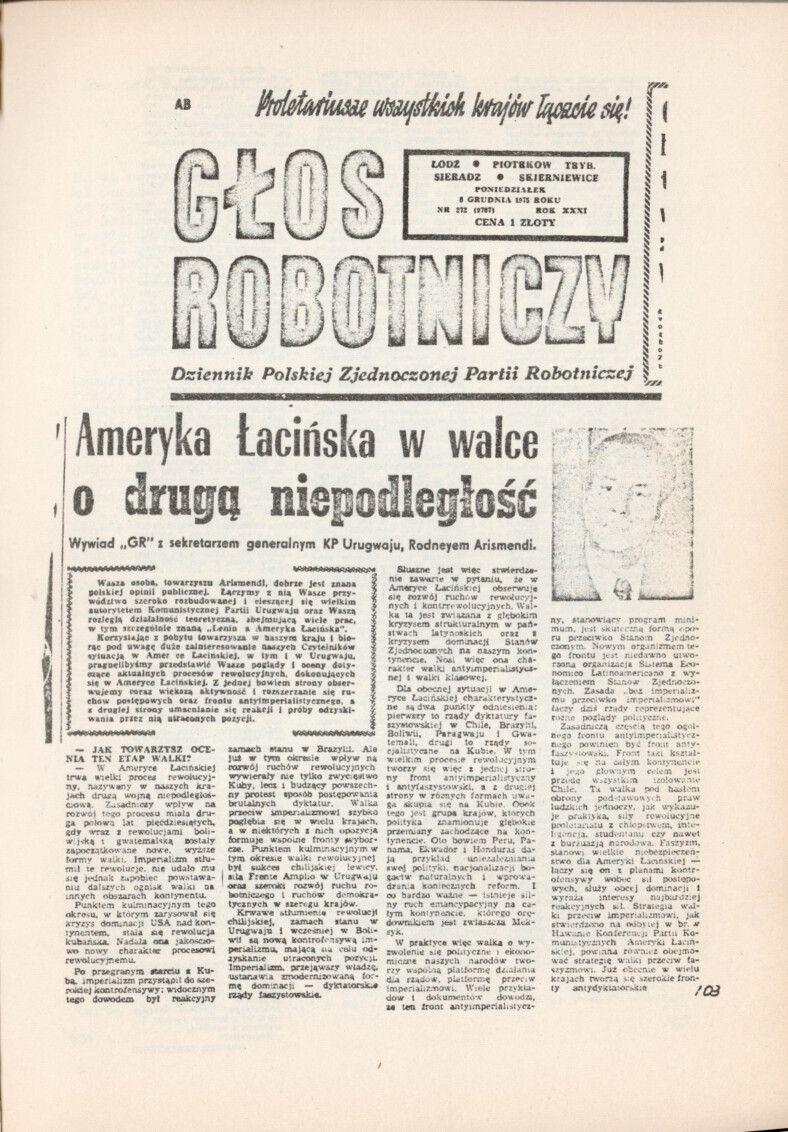 AB
Proletariusze wszystkich krajów łączcie się!
GŁOS
ROBOTNICZY
ŁÓDŹ ● PIOTRKÓW TRYB.
SIERADZ ● SKIERNIEWICE
PONIEDZIAŁEK
8 GRUDNIA 1975 ROKU
NR 272 (9707) ROK XXXI
CENA 1 ZŁOTY
Dziennik Polskiej Zjednoczonej Partii Robotniczej
Ameryka Łacińska w walce
o drugą niepodległość
Wywiad „GR" z sekretarzem generalnym KP Urugwaju, Rodneyem Arismendi.
Wasza osoba, towarzyszu Arismendi, dobrze jest znana
polskiej opinii publicznej. Łączymy z nią Wasze przy-
wództwo szeroko rozbudowanej i cieszącej się wielkim
autorytetem Komunistycznej Partii Urugwaju oraz Waszą
rozległą działalność teoretyczną, obejmującą wiele prac,
w tym szczególnie znaną „Lenin a Ameryka Łacińska".
Korzystając z pobytu towarzysza w naszym kraju i bio-
rąc pod uwagę duże zainteresowanie naszych Czytelników
sytuacją w Ameryce Łacińskiej, w tym i w Urugwaju,
pragnęlibyśmy przedstawić Wasze poglądy i oceny doty-
czące aktualnych procesów rewolucyjnych, dokonujących
się w Ameryce Łacińskiej. Z jednej bowiem strony obser-
wujemy coraz większą aktywność i rozszerzanie się ru-
chów postępowych oraz frontu antyimperialistycznego, a
z drugiej strony umacnianie się reakcji i próby odzyski-
wania przez nią utraconych pozycji.
— JAK TOWARZYSZ OCE-
NIA TEN ETAP WALKI?
— W Ameryce Łacińskiej
trwa wielki proces rewolucyj-
ny, nazywany w naszych kra-
jach drugą wojną niepodległoś-
ciową. Zasadniczy wpływ na
rozwój tego procesu miała dru-
ga połowa lat pięćdziesiątych,
gdy wraz z rewolucjami boli-
wijską i gwatemalską zostały
zapoczątkowane nowe, wyższe
formy walki. Imperializm stłu-
mił te rewolucje, nie udało mu
się jednak zapobiec powstawa-
niu dalszych ognisk walki na
innych obszarach kontynentu.
Punktem kulminacyjnym tego
okresu, w którym zarysował się
kryzys dominacji USA nad kon-
tynentem, stała się rewolucja
kubańska. Nadała ona jakościo-
wo nowy charakter procesowi
rewolucyjnemu.
Po przegranym starciu z Ku-
bą, imperializm przystąpił do sze-
rokiej kontrofensywy; widocznym
tego dowodem był reakcyjny
zamach stanu w Brazylii. Ale
już w tym okresie wpływ na
rozwój ruchów rewolucyjnych
wywierały nie tylko zwycięstwo
Kuby, lecz i budzący powszech-
ny protest sposób postępowania
brutalnych dyktatur. Walka
przeciw imperializmowi szybko
pogłębia się w wielu krajach,
a w niektórych z nich opozycja
formuje wspólne fronty wybor-
cze. Punktem kulminacyjnym w
tym okresie walki rewolucyjnej
był sukces chilijskiej lewicy,
siła Frente Amplio w Urugwaju
oraz szeroki rozwój ruchu ro-
botniczego i ruchów demokra-
tycznych w szeregu krajów.
Krwawe stłumienie rewolucji
chilijskiej, zamach stanu w
Urugwaju i wcześniej w Boli-
wii są nową kontrofensywą im-
perializmu, mającą na celu od-
zyskanie utraconych pozycji.
Imperializm, przejąwszy władzę,
ustanawia zmodernizowaną for-
mę dominacji — dyktatorskie
rządy faszystowskie.
Słuszne jest więc stwierdze-
nie zawarte w pytaniu, że w
Ameryce Łacińskiej obserwuje
się rozwój ruchów rewolucyj-
nych i kontrrewolucyjnych. Wal-
ka ta jest związana z głębokim
kryzysem strukturalnym w pań-
stwach latynoskich oraz z
kryzysem dominacji Stanów
Zjednoczonych na naszym kon-
tynencie. Nosi więc ona cha-
rakter walki antyimperialistycz-
nej i walki klasowej.
Dla obecnej sytuacji w Ame-
ryce Łacińskiej charakterystycz-
ne są dwa punkty odniesienia:
pierwszy to rządy dyktatury fa-
szystowskiej w Chile, Brazylii,
Boliwii, Paragwaju i Gwa-
temali, drugi to rządy so-
cjalistyczne na Kubie. W tym
wielkim procesie rewolucyjnym
tworzy się więc z jednej stro-
ny front antyimperialistyczny
i antyfaszystowski, a z drugiej
strony w różnych formach uwa-
ga skupia się na Kubie. Obok
tego jest grupa krajów, których
polityka znamionuje głębokie
przemiany zachodzące na kon-
tynencie. Oto bowiem Peru, Pa-
nama, Ekwador i Honduras da-
ją przykład uniezależniania
swej polityki, nacjonalizacji bo-
gactw naturalnych i wprowa-
dzania koniecznych reform. I
co bardzo ważne — istnieje sil-
ny ruch emancypacyjny na ca-
łym kontynencie, którego orę-
downikiem jest zwłaszcza Mek-
syk.
W praktyce więc walka o wy-
zwolenie się polityczne i ekono-
miczne naszych narodów two-
rzy wspólną platformę działania
dla rządów, platformę przeciw
imperializmowi. Wiele przykła-
dów i dokumentów dowodzi,
że ten front antyimperialistycz-
ny, stanowiący program mini-
mum, jest skuteczną formą opo-
ru przeciwko Stanom Zjedno-
czonym. Nowym organizmem te-
go frontu jest niedawno utwo-
rzona organizacja Sistema Eco-
nomico Latinoamericano z wy-
łączeniem Stanów Zjednoczo-
nych. Zasada „bez imperializ-
mu przeciwko imperializmowi"
łączy dziś rządy reprezentujące
różne poglądy polityczne.
Zasadniczą częścią tego ogól-
nego frontu antyimperialistycz-
nego powinien być front anty-
faszystowski. Front taki kształ-
tuje się na całym kontynencie
i jego głównym celem jest
przede wszystkim izolowanie
Chile. Ta walka pod hasłem
obrony podstawowych praw
ludzkich jednoczy, jak wykazu-
je praktyka, siły rewolucyjne
proletariatu z chłopstwem, inte-
ligencją, studentami czy nawet
z burżuazją narodową. Faszyzm,
stanowi wielkie niebezpieczeń-
stwo dla Ameryki Łacińskiej —
łączy się on z planami kontr-
ofensywy wobec sił postępo-
wych, służy obcej dominacji i
wyraża interesy najbardziej
reakcyjnych sił. Strategia wal-
ki przeciw imperializmowi, jak
stwierdzono na odbytej w br. w
Hawanie Konferencji Partii Ko-
munistycznych Ameryki Łaciń-
skiej, powinna również obejmo-
wać strategię walki przeciw fa-
szyzmowi. Już obecnie w wielu
krajach tworzą się szerokie fron-
ty antydyktatorskie
103